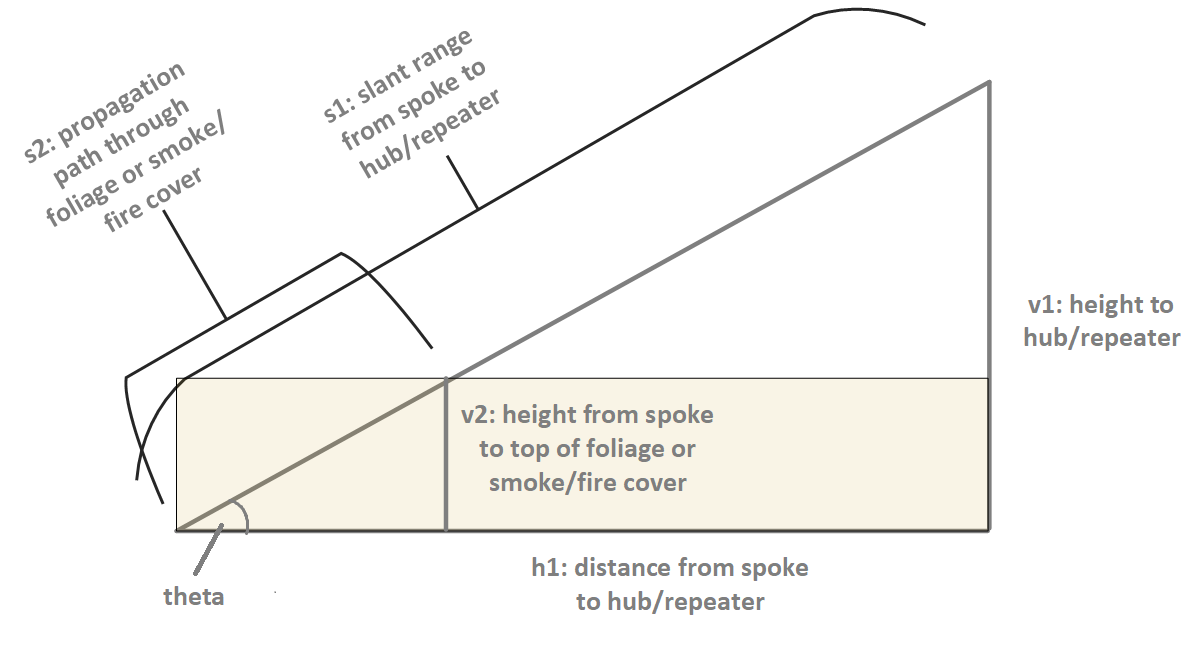 s2: propagation
path through
foliage or smoke/
fire cover
s1: slant range
from spoke to
hub/repeater
v1: height to
hub/repeater
v2: height from spoke
to top of foliage or
smoke/fire cover
h1: distance from spoke
to hub/repeater
theta